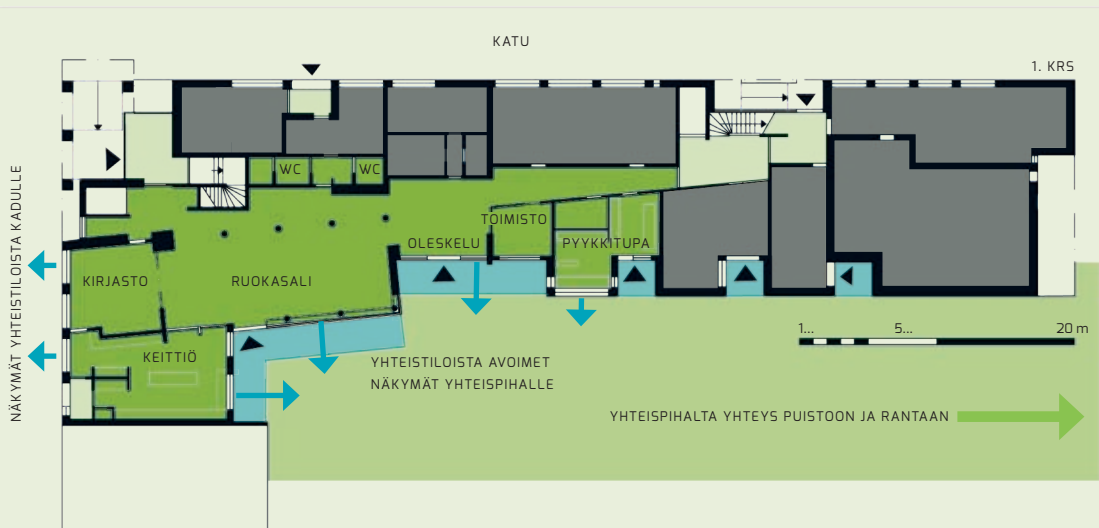 KATU
1. KRS
WC
WC
TOIMISTO
OLESKELU
PYYKKITUPA
KIRJASTO
RUOKASALI
KEITTIÖ
NÄKYMÄT YHTEISTILOISTA KADULLE
YHTEISTILOISTA AVOIMET
NÄKYMÄT YHTEISPIHALLE
1... 5... 20 m
YHTEISPIHALTA YHTEYS PUISTOON JA RANTAAN